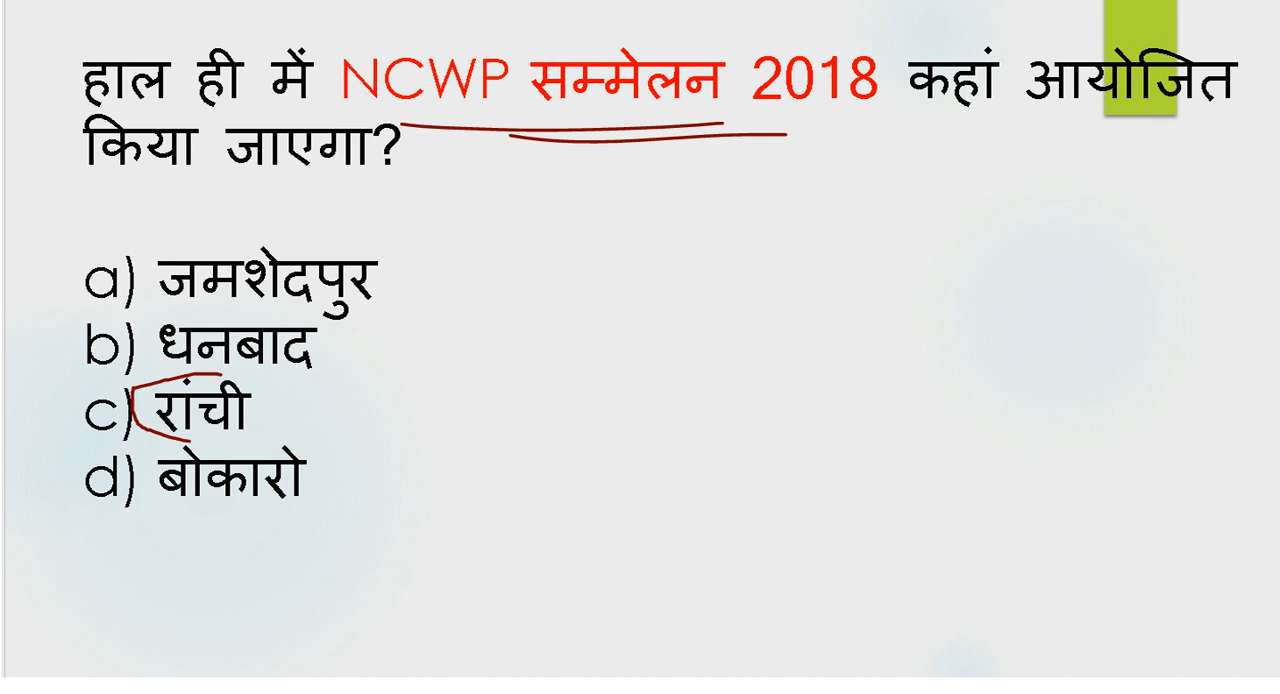 हाल ही में NCWP सम्मेलन 2018 कहां आयोजित
किया जाएगा?
a) जमशेदपुर
b) धनबाद
c) रांची
d) बोकारो